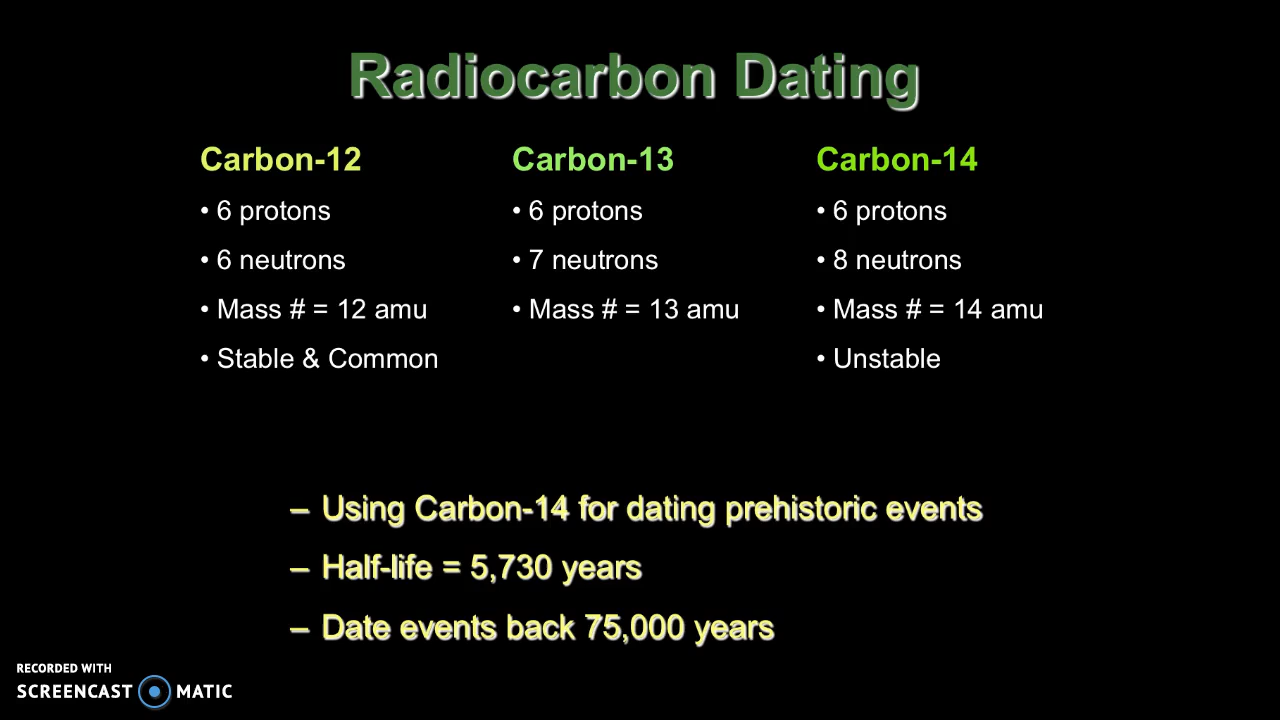 Radiocarbon Dating
Carbon-12
• 6 protons
• 6 neutrons
• Mass # = 12 amu
• Stable & Common
Carbon-13
• 6 protons
• 7 neutrons
• Mass # = 13 amu
Carbon-14
• 6 protons
• 8 neutrons
• Mass # = 14 amu
• Unstable
– Using Carbon-14 for dating prehistoric events
– Half-life = 5,730 years
– Date events back 75,000 years
RECORDED WITH
SCREENCAST MATIC